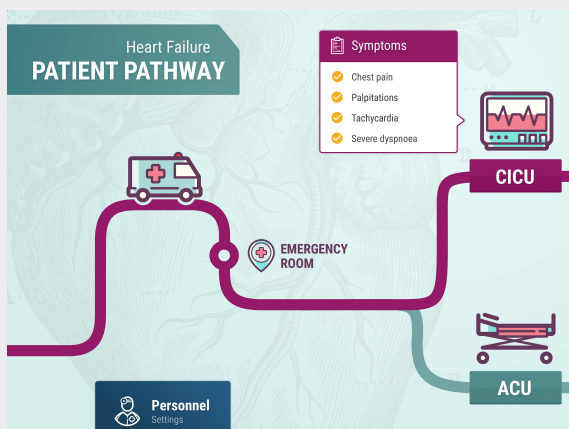 Heart Failure
PATIENT PATHWAY
Symptoms
Chest pain
Palpitations
Tachycardia
Severe dyspnoea
CICU
EMERGENCY
ROOM
ACU
Personnel
Settings